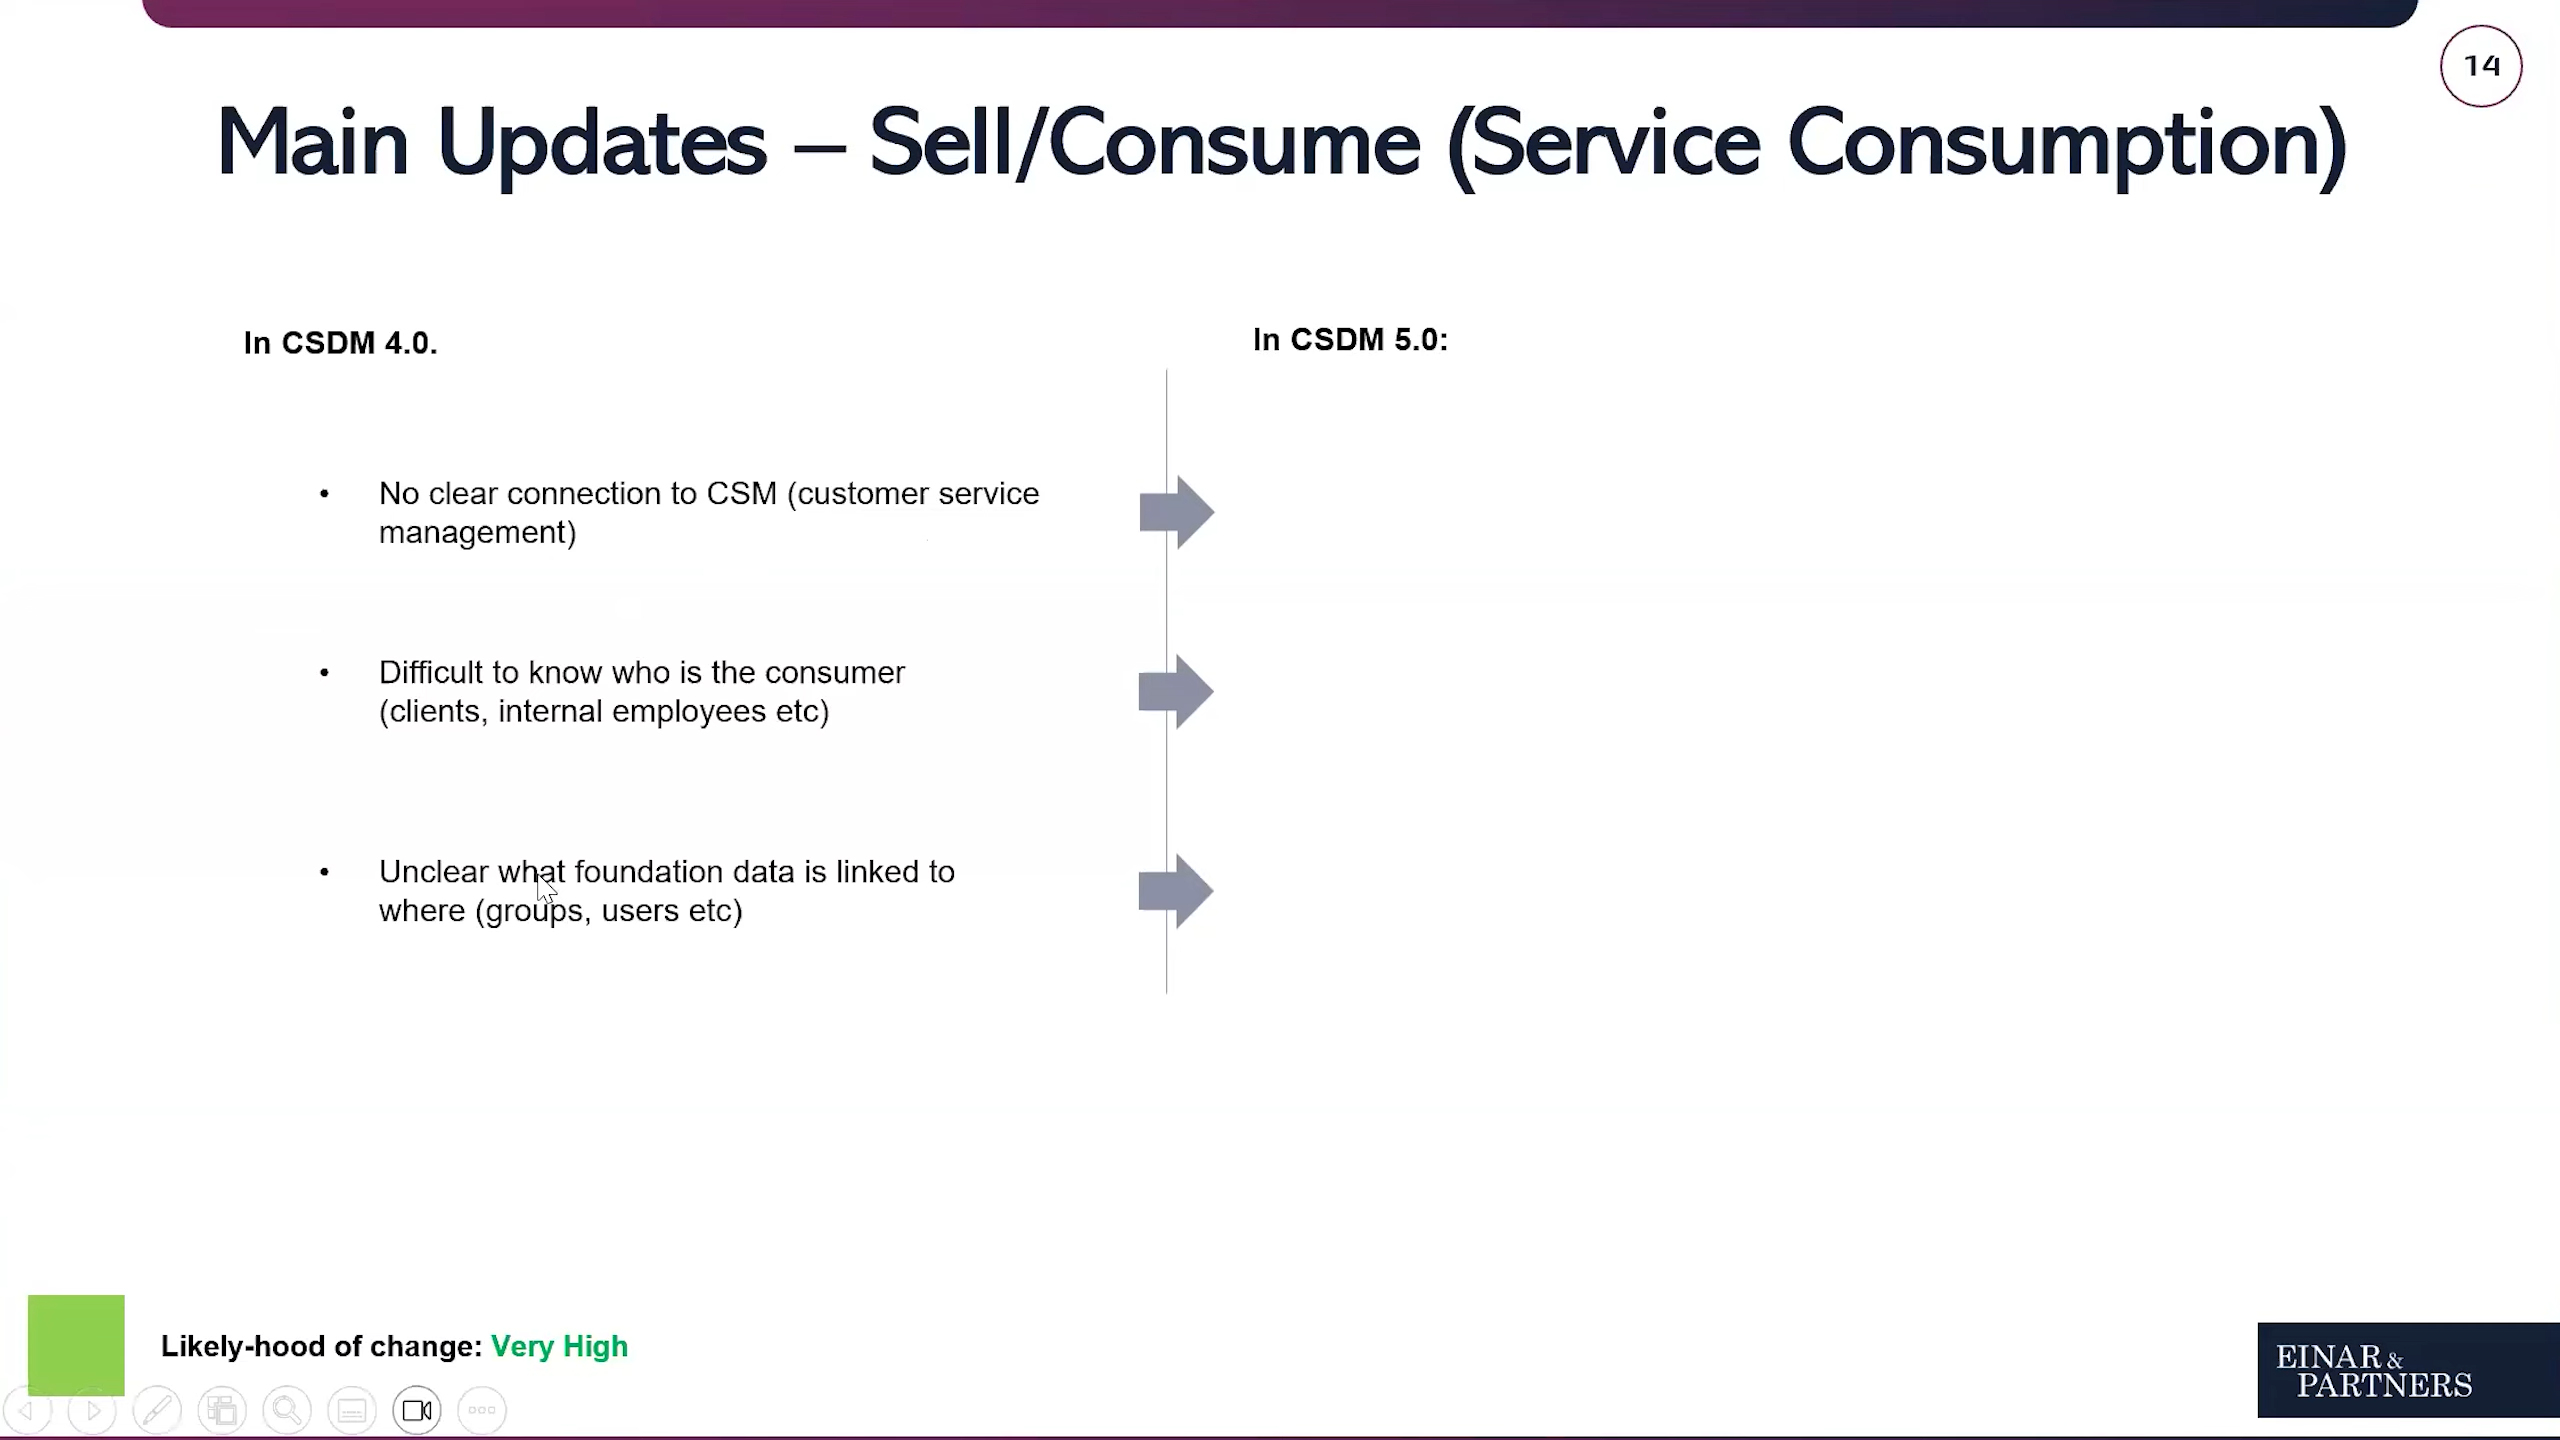 14
Main Updates – Sell/Consume (Service Consumption)
In CSDM 4.0.
In CSDM 5.0:
• No clear connection to CSM (customer service
management)
• Difficult to know who is the consumer
(clients, internal employees etc)
• Unclear what foundation data is linked to
where (groups, users etc)
Likely-hood of change: Very High
EINAR &
PARTNERS